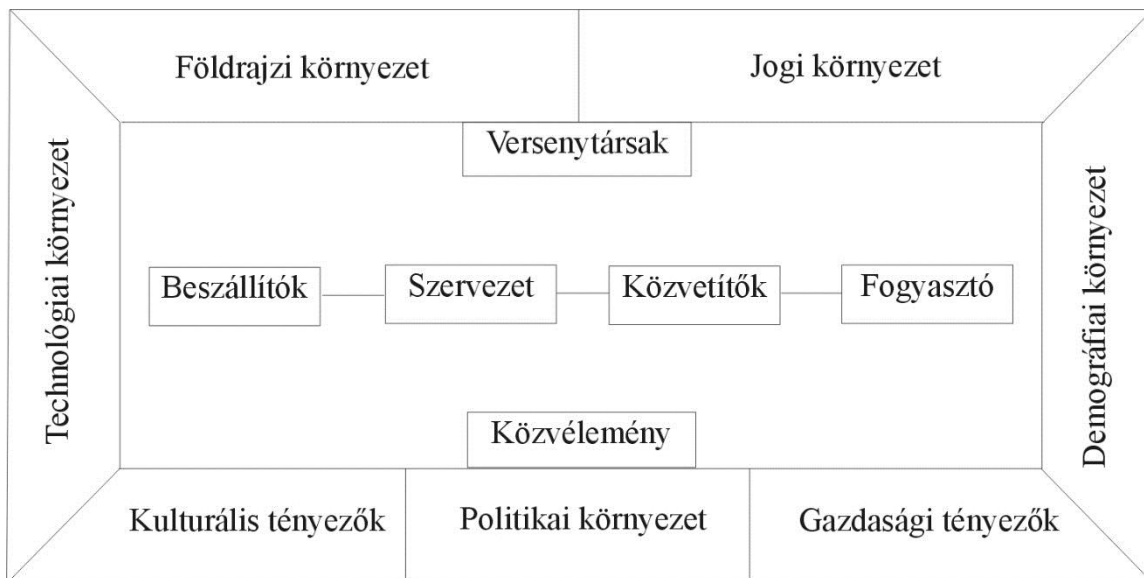 Földrajzi környezet
Jogi környezet
Versenytársak
Technológiai környezet
Beszállítók
Szervezet
Közvetítők
Fogyasztó
Demográfiai környezet
Közvélemény
Kulturális tényezők
Politikai környezet
Gazdasági tényezők